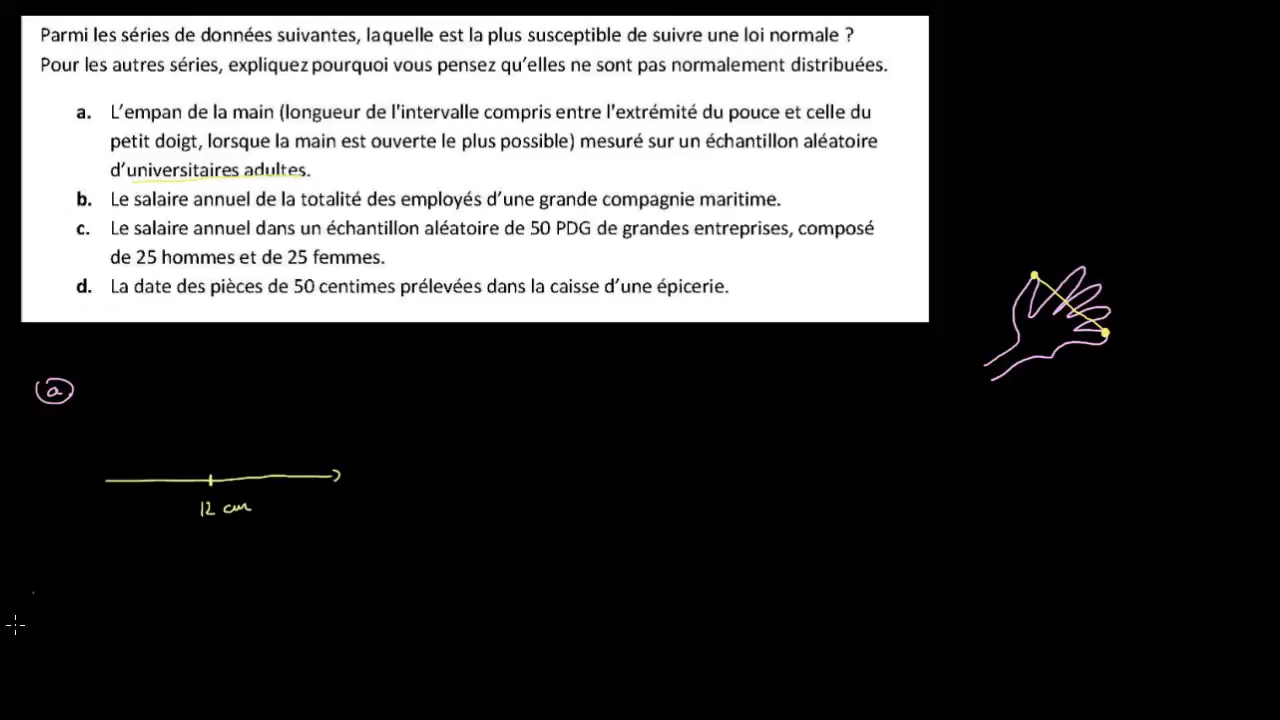 Parmi les séries de données suivantes, laquelle est la plus susceptible de suivre une loi normale ?
Pour les autres séries, expliquez pourquoi vous pensez qu'elles ne sont pas normalement distribuées.
a. L'empan de la main (longueur de l'intervalle compris entre l'extrémité du pouce et celle du
petit doigt, lorsque la main est ouverte le plus possible) mesuré sur un échantillon aléatoire
d'universitaires adultes.
b. Le salaire annuel de la totalité des employés d'une grande compagnie maritime.
c. Le salaire annuel dans un échantillon aléatoire de 50 PDG de grandes entreprises, composé
de 25 hommes et de 25 femmes.
d. La date des pièces de 50 centimes prélevées dans la caisse d'une épicerie.
a
12 cm